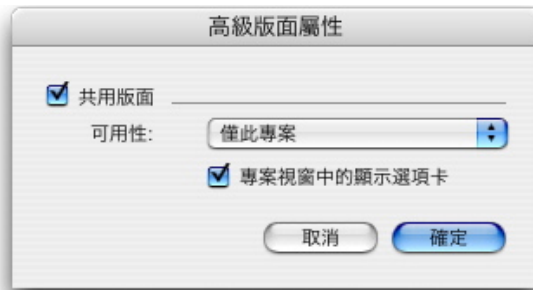 高級版面屬性
共用版面
可用性: 僅此專案
專案視窗中的顯示選項卡
取消 確定